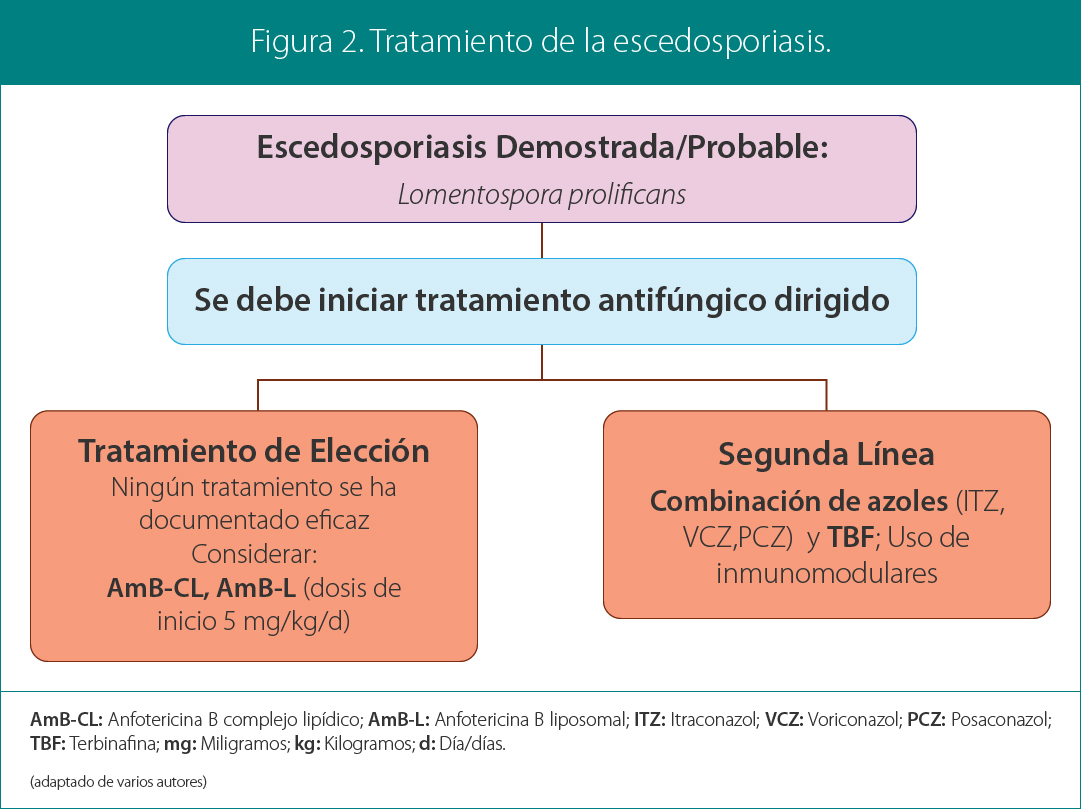 Figura 2. Tratamiento de la escedosporiasis.
Escedosporiasis Demostrada/Probable:
Lomentospora prolificans
Se debe iniciar tratamiento antifúngico dirigido
Tratamiento de Elección
Ningún tratamiento se ha
documentado eficaz
Considerar:
AmB-CL, AmB-L (dosis de
inicio 5 mg/kg/d)
Segunda Línea
Combinación de azoles (ITZ,
VCZ,PCZ) y TBF; Uso de
inmunomodulares
AmB-CL: Anfotericina B complejo lipídico; AmB-L: Anfotericina B liposomal; ITZ: Itraconazol; VCZ: Voriconazol; PCZ: Posaconazol;
TBF: Terbinafina; mg: Miligramos; kg: Kilogramos; d: Día/días.
(adaptado de varios autores)